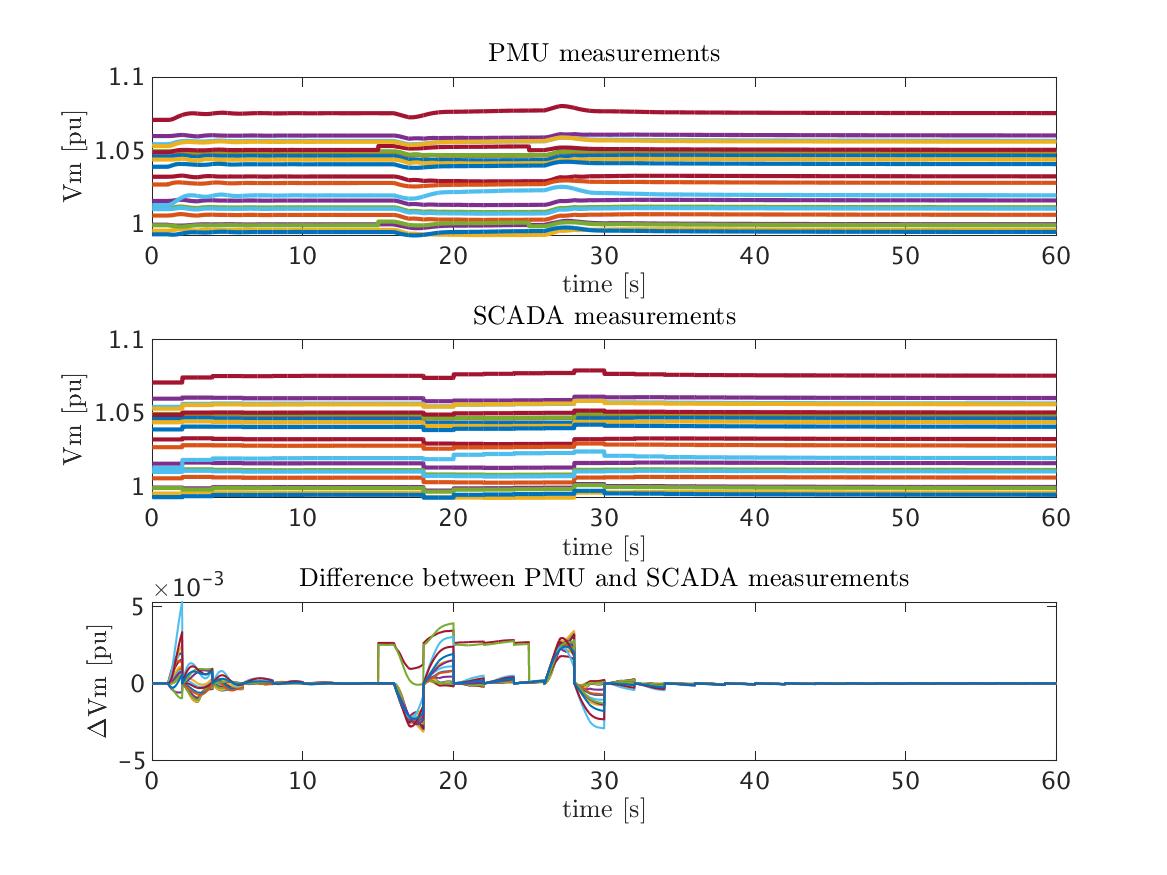 PMU measurements
1.1
1.05
1
Vm [pu]
0 10 20 30 40 50 60
time [s]
SCADA measurements
1.1
1.05
1
Vm [pu]
0 10 20 30 40 50 60
time [s]
Difference between PMU and SCADA measurements
×10⁻³
5
0
-5
ΔVm [pu]
0 10 20 30 40 50 60
time [s]